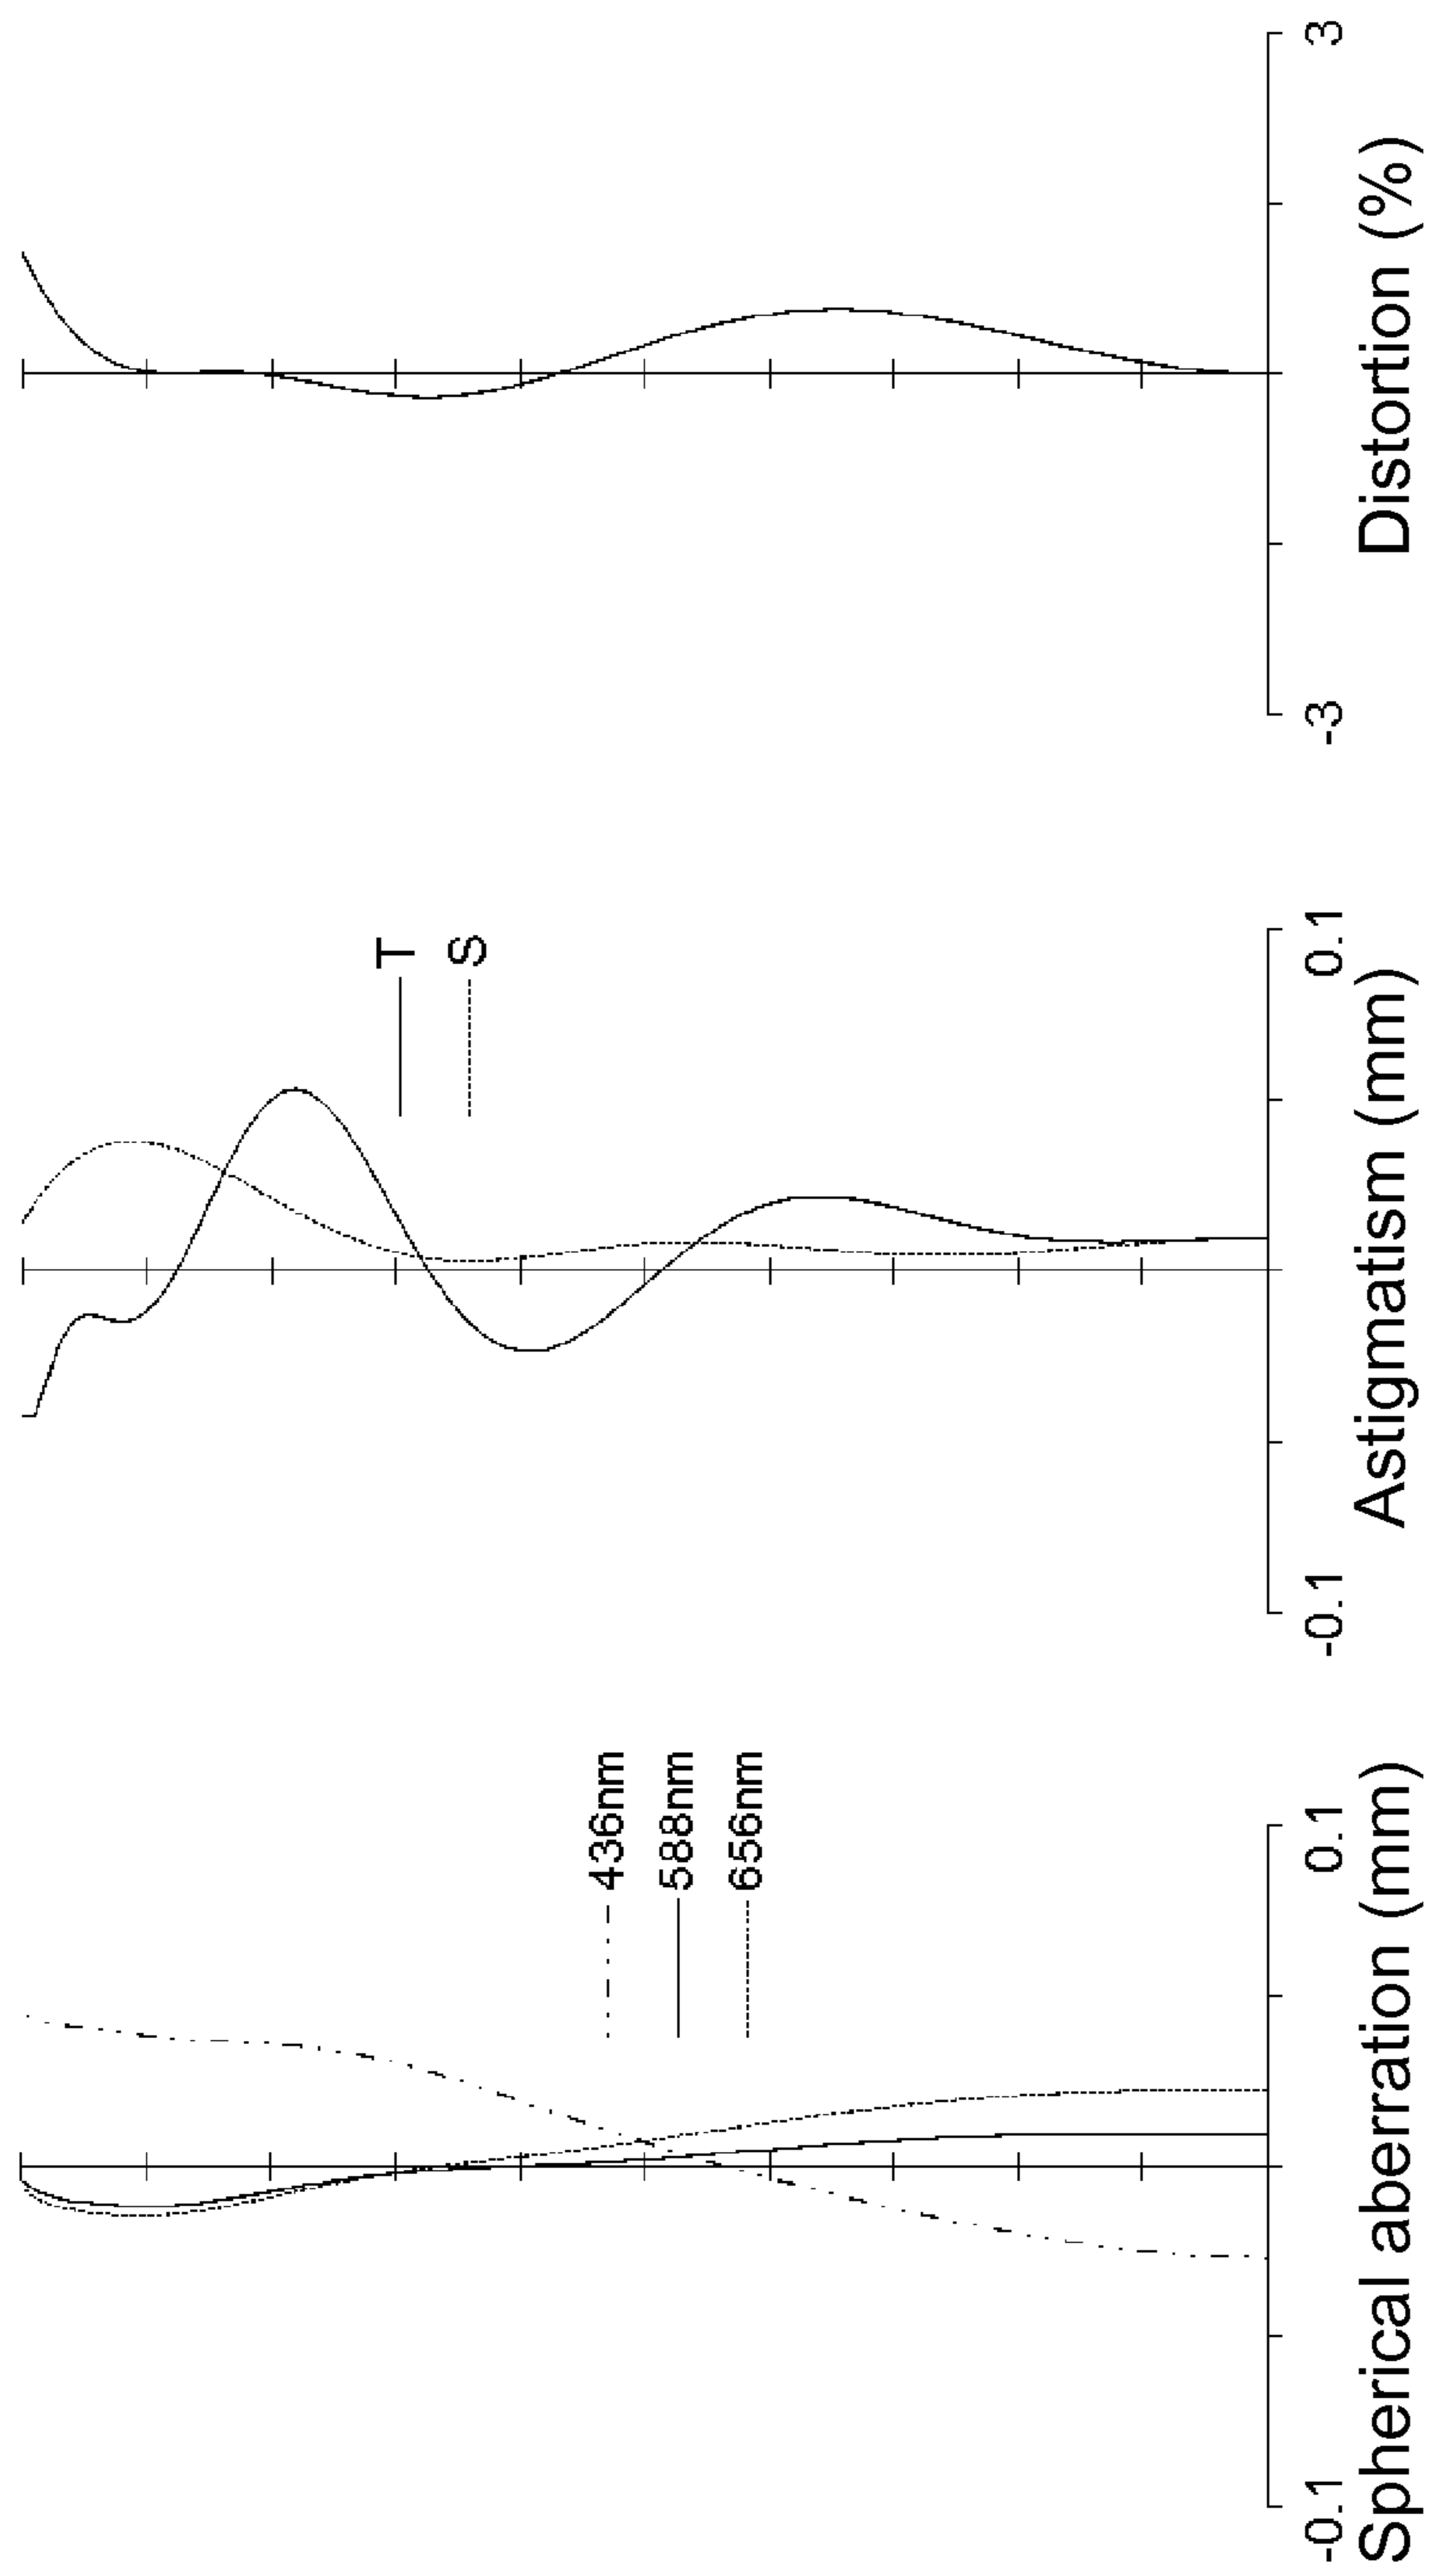 436nm
588nm
656nm
-0.1
0.1
Spherical aberration (mm)
T
S
-0.1
0.1
Astigmatism (mm)
-3
3
Distortion (%)